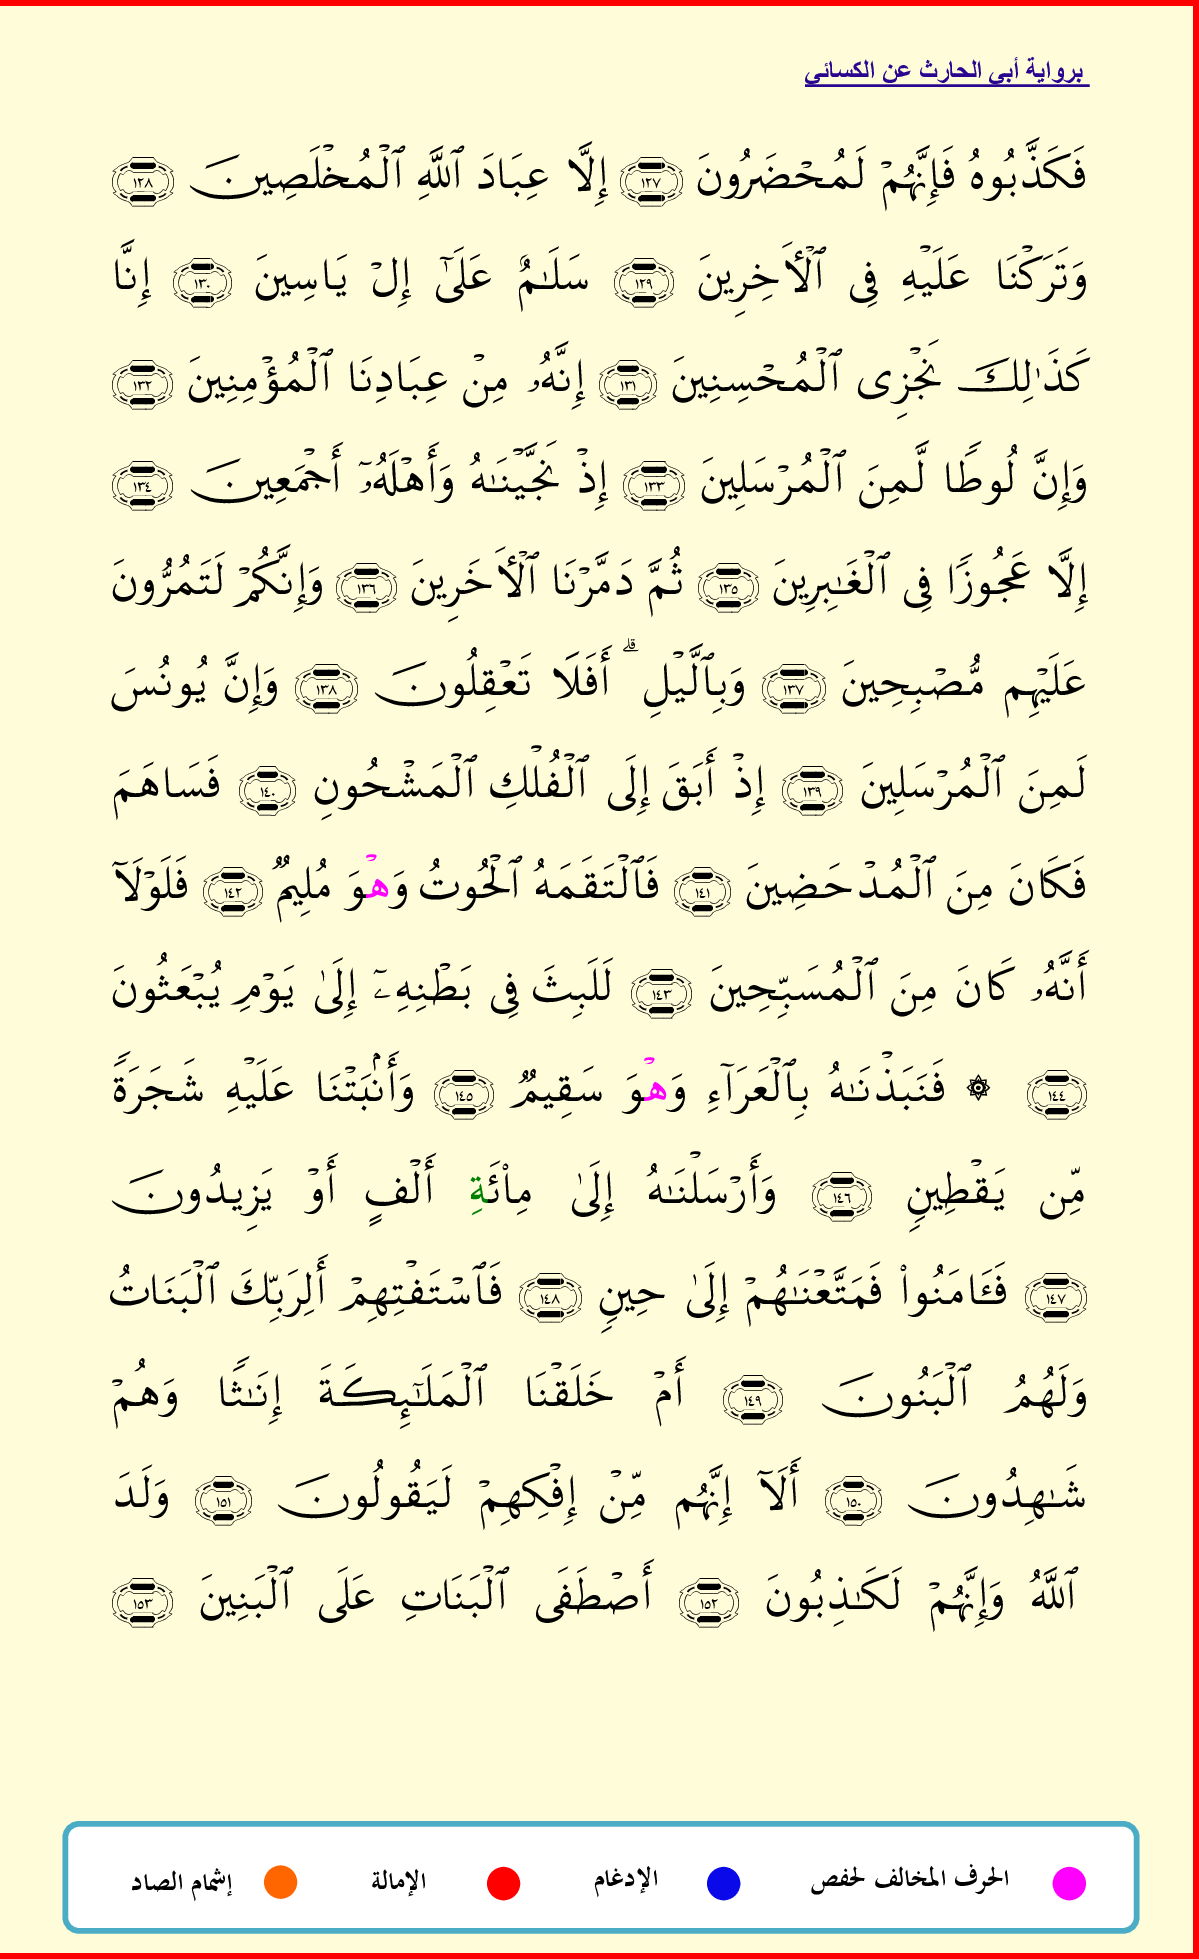 برواية أبي الحارث عن الكسائي
فَكَذَّبُوهُ فَإِنَّهُمۡ لَمُحۡضَرُونَ ١٢٧ إِلَّا عِبَادَ ٱللَّهِ ٱلۡمُخۡلَصِينَ ١٢٨
وَتَرَكۡنَا عَلَيۡهِ فِي ٱلۡأٓخِرِينَ ١٢٩ سَلَٰمٌ عَلَىٰٓ إِلۡ يَاسِينَ ١٣٠ إِنَّا
كَذَٰلِكَ نَجۡزِي ٱلۡمُحۡسِنِينَ ١٣١ إِنَّهُۥ مِنۡ عِبَادِنَا ٱلۡمُؤۡمِنِينَ ١٣٢
وَإِنَّ لُوطٗا لَّمِنَ ٱلۡمُرۡسَلِينَ ١٣٣ إِذۡ نَجَّيۡنَٰهُ وَأَهۡلَهُۥٓ أَجۡمَعِينَ ١٣٤
إِلَّا عَجُوزٗا فِي ٱلۡغَٰبِرِينَ ١٣٥ ثُمَّ دَمَّرۡنَا ٱلۡأٓخَرِينَ ١٣٦ وَإِنَّكُمۡ لَتَمُرُّونَ
عَلَيۡهِم مُّصۡبِحِينَ ١٣٧ وَبِٱلَّيۡلِۚ أَفَلَا تَعۡقِلُونَ ١٣٨ وَإِنَّ يُونُسَ
لَمِنَ ٱلۡمُرۡسَلِينَ ١٣٩ إِذۡ أَبَقَ إِلَى ٱلۡفُلۡكِ ٱلۡمَشۡحُونِ ١٤٠ فَسَاهَمَ
فَكَانَ مِنَ ٱلۡمُدۡحَضِينَ ١٤١ فَٱلۡتَقَمَهُ ٱلۡحُوتُ وَهۡوَ مُلِيمٞ ١٤٢ فَلَوۡلَآ
أَنَّهُۥ كَانَ مِنَ ٱلۡمُسَبِّحِينَ ١٤٣ لَلَبِثَ فِي بَطۡنِهِۦٓ إِلَىٰ يَوۡمِ يُبۡعَثُونَ
١٤٤ ۞ فَنَبَذۡنَٰهُ بِٱلۡعَرَآءِ وَهۡوَ سَقِيمٞ ١٤٥ وَأَنۢبَتۡنَا عَلَيۡهِ شَجَرَةٗ
مِّن يَقۡطِينٖ ١٤٦ وَأَرۡسَلۡنَٰهُ إِلَىٰ مِاْئَةِ أَلۡفٍ أَوۡ يَزِيدُونَ
١٤٧ فَـَٔامَنُواْ فَمَتَّعۡنَٰهُمۡ إِلَىٰ حِينٖ ١٤٨ فَٱسۡتَفۡتِهِمۡ أَلِرَبِّكَ ٱلۡبَنَاتُ
وَلَهُمُ ٱلۡبَنُونَ ١٤٩ أَمۡ خَلَقۡنَا ٱلۡمَلَٰٓئِكَةَ إِنَٰثٗا وَهُمۡ
شَٰهِدُونَ ١٥٠ أَلَآ إِنَّهُم مِّنۡ إِفۡكِهِمۡ لَيَقُولُونَ ١٥١ وَلَدَ
ٱللَّهُ وَإِنَّهُمۡ لَكَٰذِبُونَ ١٥٢ أَصۡطَفَى ٱلۡبَنَاتِ عَلَى ٱلۡبَنِينَ ١٥٣
الحرف المخالف لحفص الإدغام الإمالة إشمام الصاد